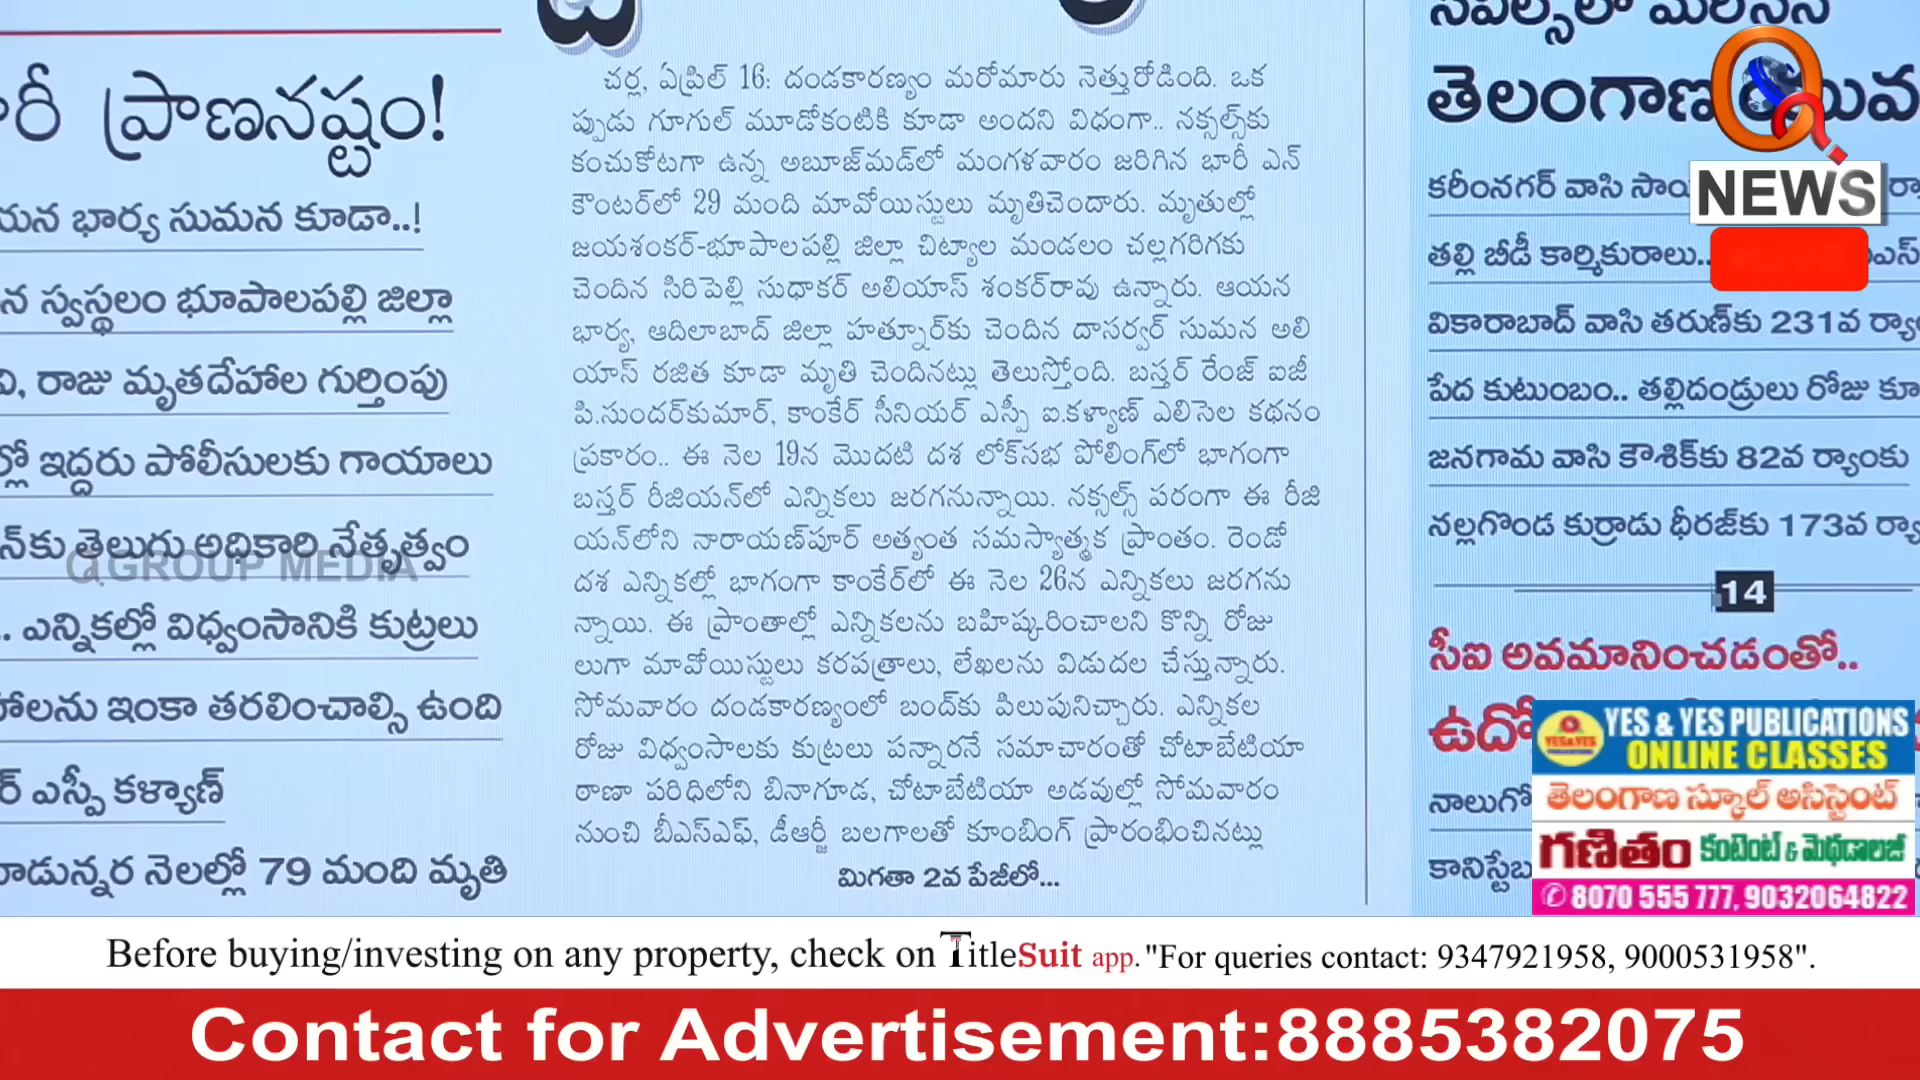 ప్రాణనష్టం!
భార్య సుమన కూడా..!
స్వస్థలం భూపాలపల్లి జిల్లా
రాజు మృతదేహాల గుర్తింపు
ఇద్దరు పోలీసులకు గాయాలు
తెలుగు అధికారి నేతృత్వం
.. ఎన్నికల్లో విధ్వంసానికి కుట్రలు
ఇంకా తరలించాల్సి ఉంది
ఎస్పీ కళ్యాణ్
నెలల్లో 79 మంది మృతి
GROUP MEDIA
చర్ల, ఏప్రిల్ 16: దండకారణ్యం మరోమారు నెత్తురోడింది. ఒక
ప్పుడు గూగుల్ మూడోకంటికి కూడా అందని విధంగా.. నక్సల్స్‌కు
కంచుకోటగా ఉన్న అబూజ్‌మడ్‌లో మంగళవారం జరిగిన భారీ ఎన్
కౌంటర్‌లో 29 మంది మావోయిస్టులు మృతిచెందారు. మృతుల్లో
జయశంకర్-భూపాలపల్లి జిల్లా చిట్యాల మండలం చల్లగరిగకు
చెందిన సిరిపెల్లి సుధాకర్ అలియాస్ శంకర్‌రావు ఉన్నారు. ఆయన
భార్య, ఆదిలాబాద్ జిల్లా హత్నూర్‌కు చెందిన దాసర్వర్ సుమన అలి
యాస్ రజిత కూడా మృతి చెందినట్లు తెలుస్తోంది. బస్తర్ రేంజ్ ఐజీ
పి.సుందర్‌కుమార్, కాంకేర్ సీనియర్ ఎస్పీ ఐ.కళ్యాణ్ ఎలిసెల కథనం
ప్రకారం.. ఈ నెల 19న మొదటి దశ లోక్‌సభ పోలింగ్‌లో భాగంగా
బస్తర్ రీజియన్‌లో ఎన్నికలు జరగనున్నాయి. నక్సల్స్ పరంగా ఈ రీజి
యన్‌లోని నారాయణ్‌పూర్ అత్యంత సమస్యాత్మక ప్రాంతం. రెండో
దశ ఎన్నికల్లో భాగంగా కాంకేర్‌లో ఈ నెల 26న ఎన్నికలు జరగను
న్నాయి. ఈ ప్రాంతాల్లో ఎన్నికలను బహిష్కరించాలని కొన్ని రోజు
లుగా మావోయిస్టులు కరపత్రాలు, లేఖలను విడుదల చేస్తున్నారు.
సోమవారం దండకారణ్యంలో బంద్‌కు పిలుపునిచ్చారు. ఎన్నికల
రోజు విధ్వంసాలకు కుట్రలు పన్నారనే సమాచారంతో చోటాబేటియా
ఠాణా పరిధిలోని బినాగూడ, చోటాబేటియా అడవుల్లో సోమవారం
నుంచి బీఎస్ఎఫ్, డీఆర్జీ బలగాలతో కూంబింగ్ ప్రారంభించినట్లు
మిగతా 2వ పేజీలో...
తెలంగాణ
కరీంనగర్ వాసి
తల్లి బీడీ కార్మికురాలు..
వికారాబాద్ వాసి తరుణ్‌కు 231వ
పేద కుటుంబం.. తల్లిదండ్రులు రోజు
జనగామ వాసి కౌశిక్‌కు 82వ ర్యాంకు
నల్లగొండ కుర్రాడు ధీరజ్‌కు 173వ
14
సీఐ అవమానించడంతో..
Q
NEWS
YES & YES PUBLICATIONS
ONLINE CLASSES
తెలంగాణ స్కూల్ అసిస్టెంట్
గణితం కంటెంట్ & మెథడాలజీ
8070 555 777, 9032064822
Before buying/investing on any property, check on TitleSuit app. "For queries contact: 9347921958, 9000531958".
Contact for Advertisement:8885382075